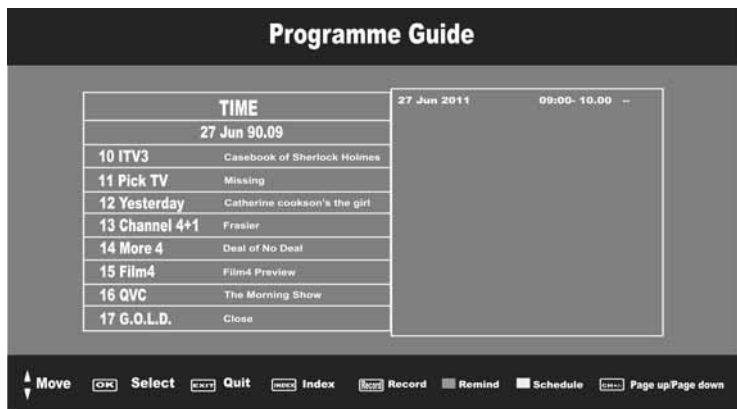 Programme Guide
TIME
27 Jun 90.09
10 ITV3 Casebook of Sherlock Holmes
11 Pick TV Missing
12 Yesterday Catherine cookson's the girl
13 Channel 4+1 Frasier
14 More 4 Deal of No Deal
15 Film4 Film4 Preview
16 QVC The Morning Show
17 G.O.L.D. Close
27 Jun 2011 09:00- 10.00 --
Move OK Select EXIT Quit INDEX Index Record Record Remind Schedule CH+/- Page up/Page down